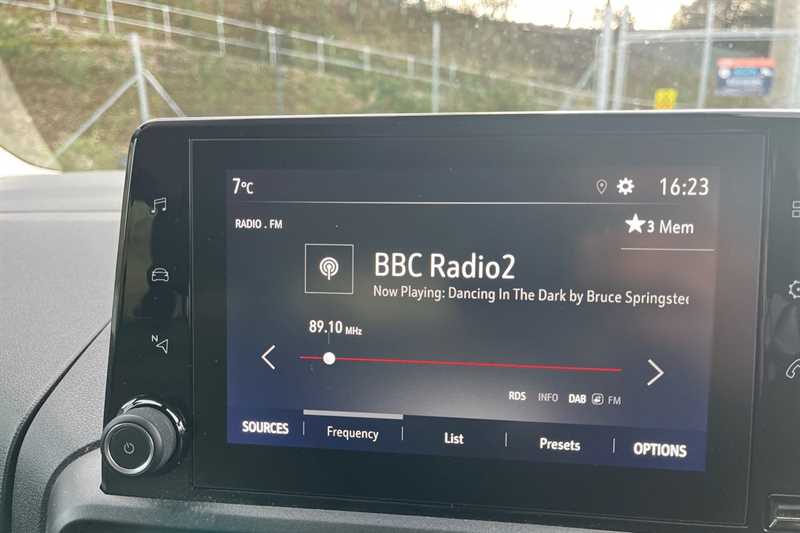 7°C
16:23
RADIO . FM
3 Mem
BBC Radio2
Now Playing: Dancing In The Dark by Bruce Springstee
89.10 MHz
RDS INFO DAB FM
SOURCES Frequency List Presets OPTIONS
N